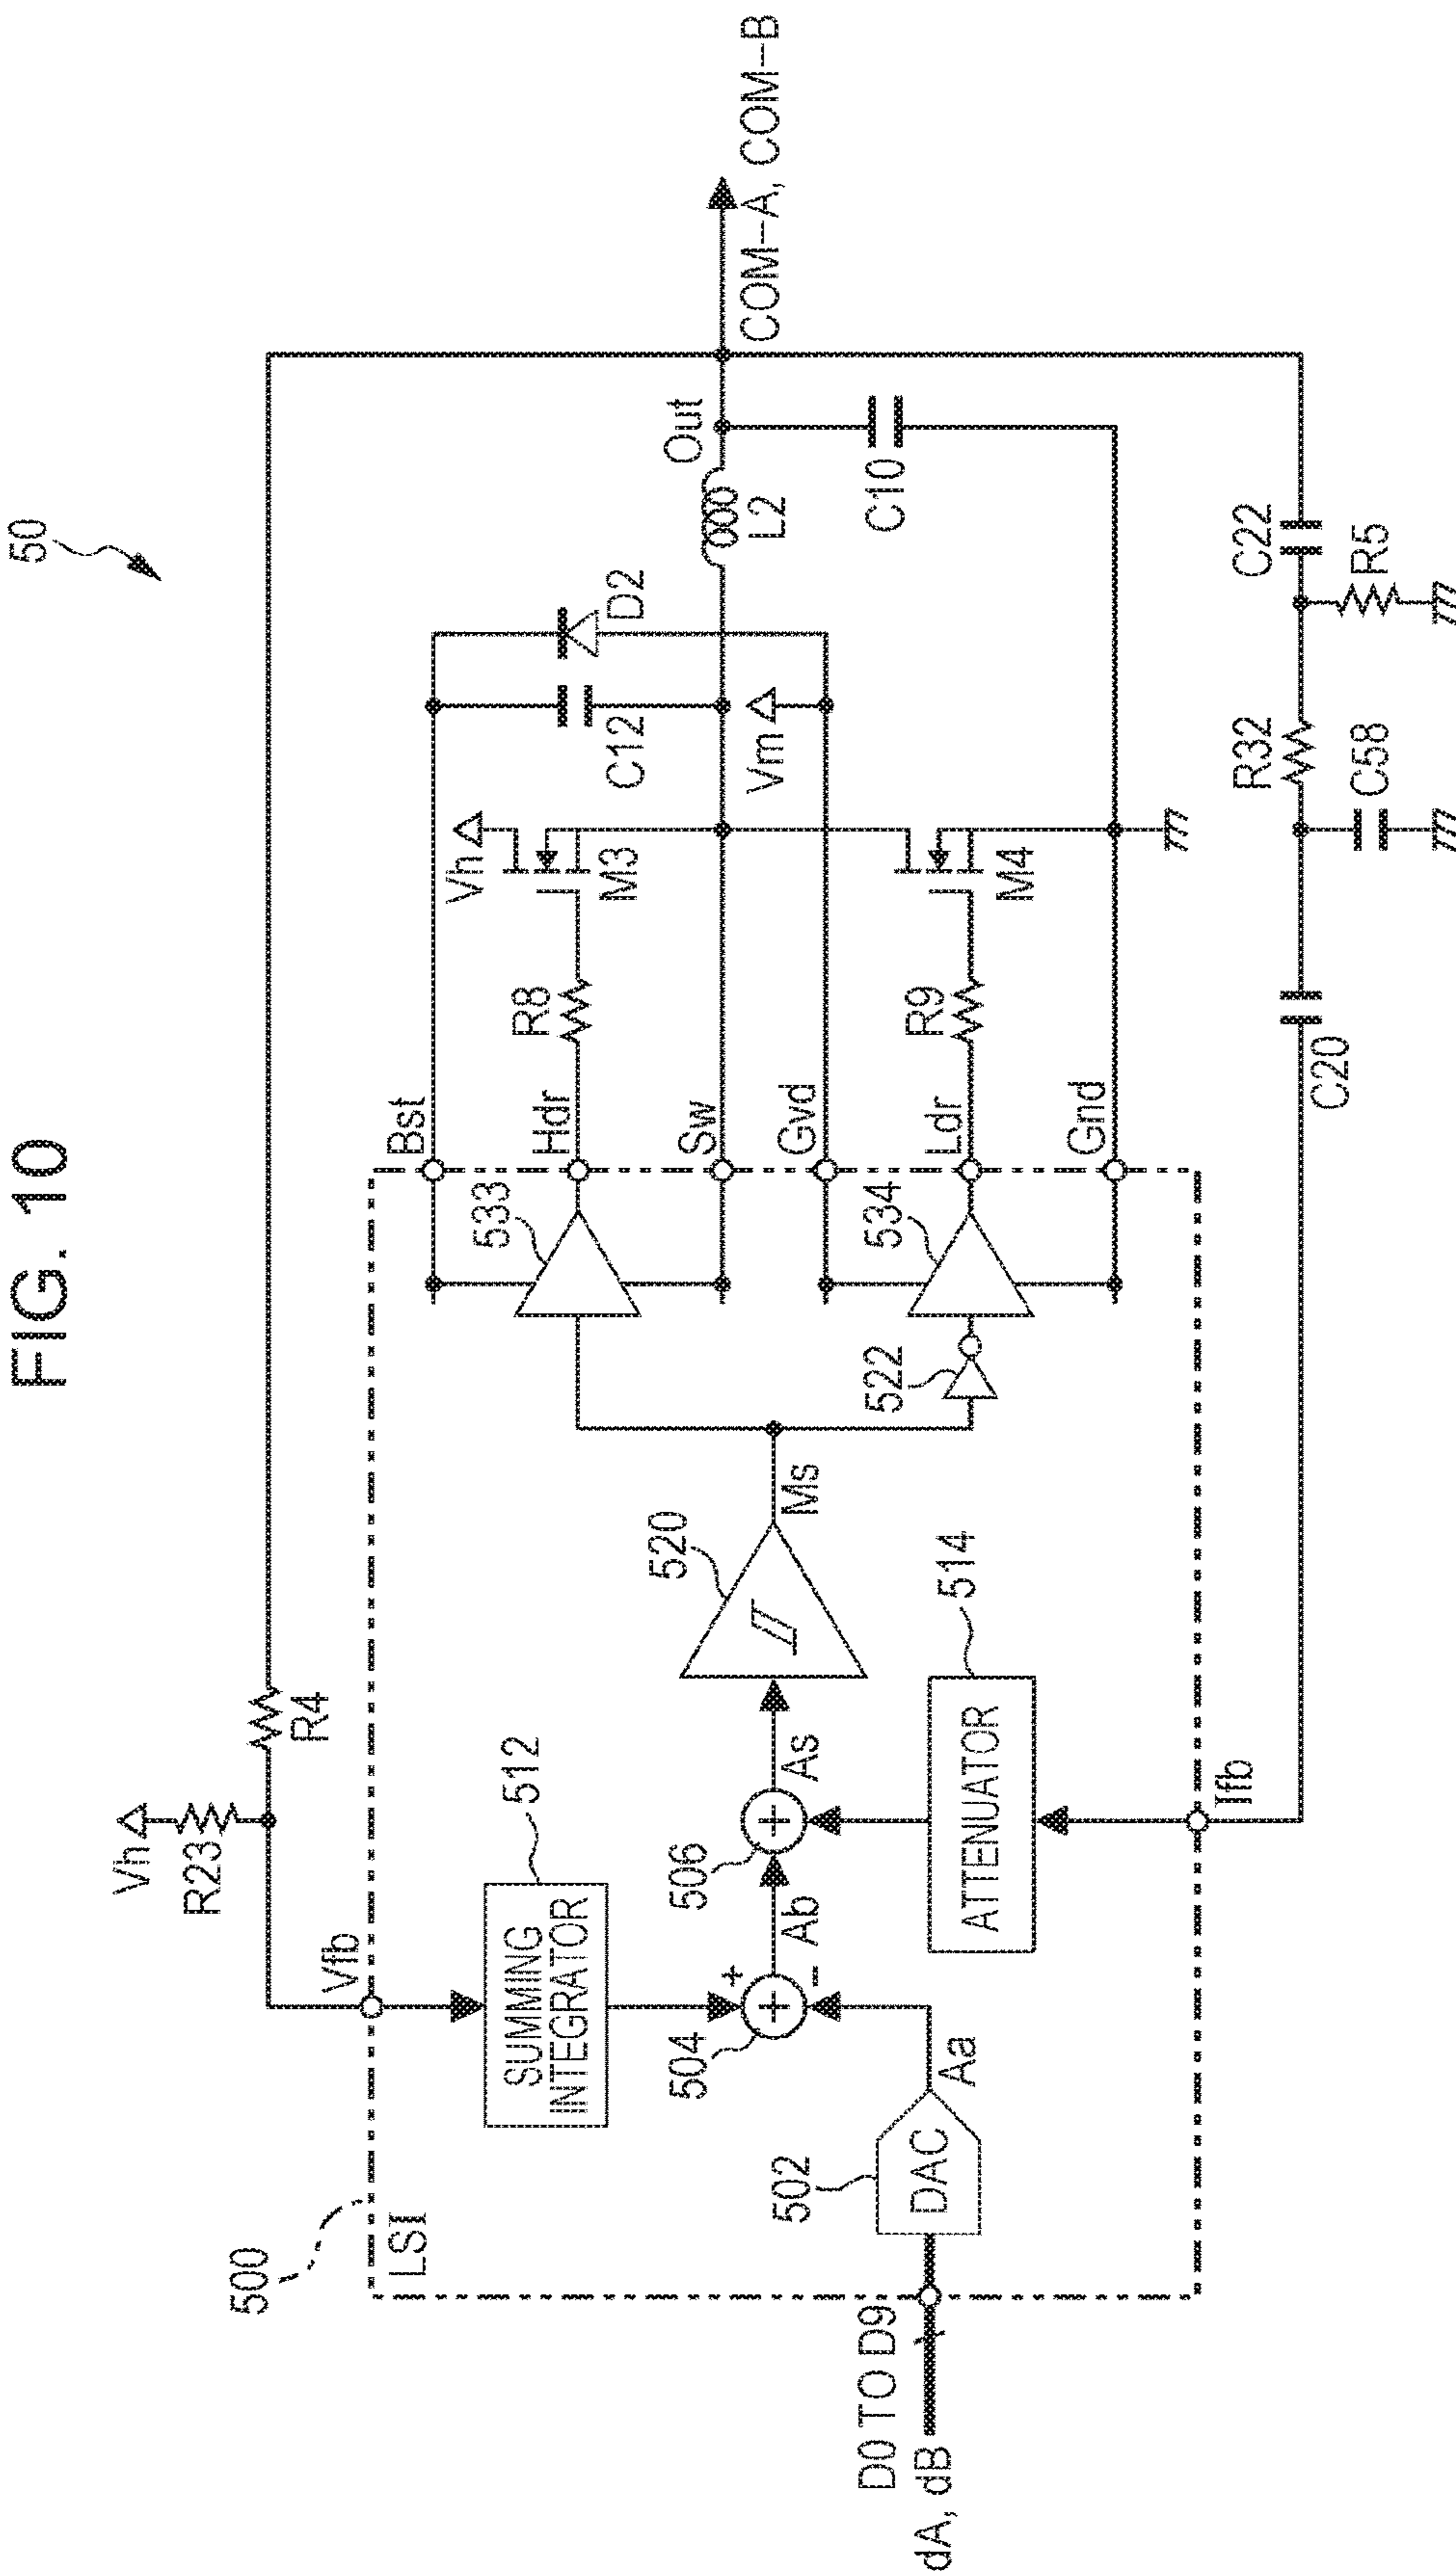 FIG. 10
50
500
LSI
Vh
R23
R4
Vfb
512
SUMMING
INTEGRATOR
504
+
+
–
Ab
506
+
As
520
Ms
502
DAC
Aa
D0 TO D9
dA, dB
514
ATTENUATOR
Ifb
533
522
534
Bst
Hdr
Sw
Gvd
Ldr
Gnd
R8
R9
Vh
M3
M4
C12
D2
Vm
L2
Out
C10
COM–A, COM–B
C20
R32
C58
C22
R5